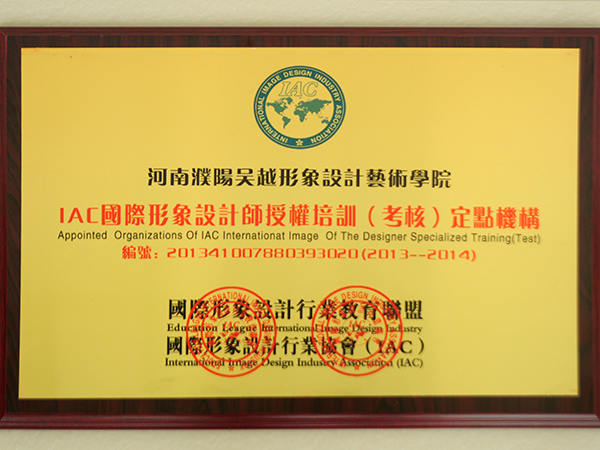 INTERNATIONAL IMAGE DESIGN INDUSTRY ASSOCIATION
IAC
河南濮陽吴越形象設計藝術學院
IAC國際形象設計師授權培訓（考核）定點機構
Appointed Organizations Of IAC International Image Of The Designer Specialized Training(Test)
編號：201341007880393020(2013--2014)
國際形象設計行業教育聯盟
Education League International Image Design Industry
國際形象設計行業協會（IAC）
International Image Design Industry Association (IAC)